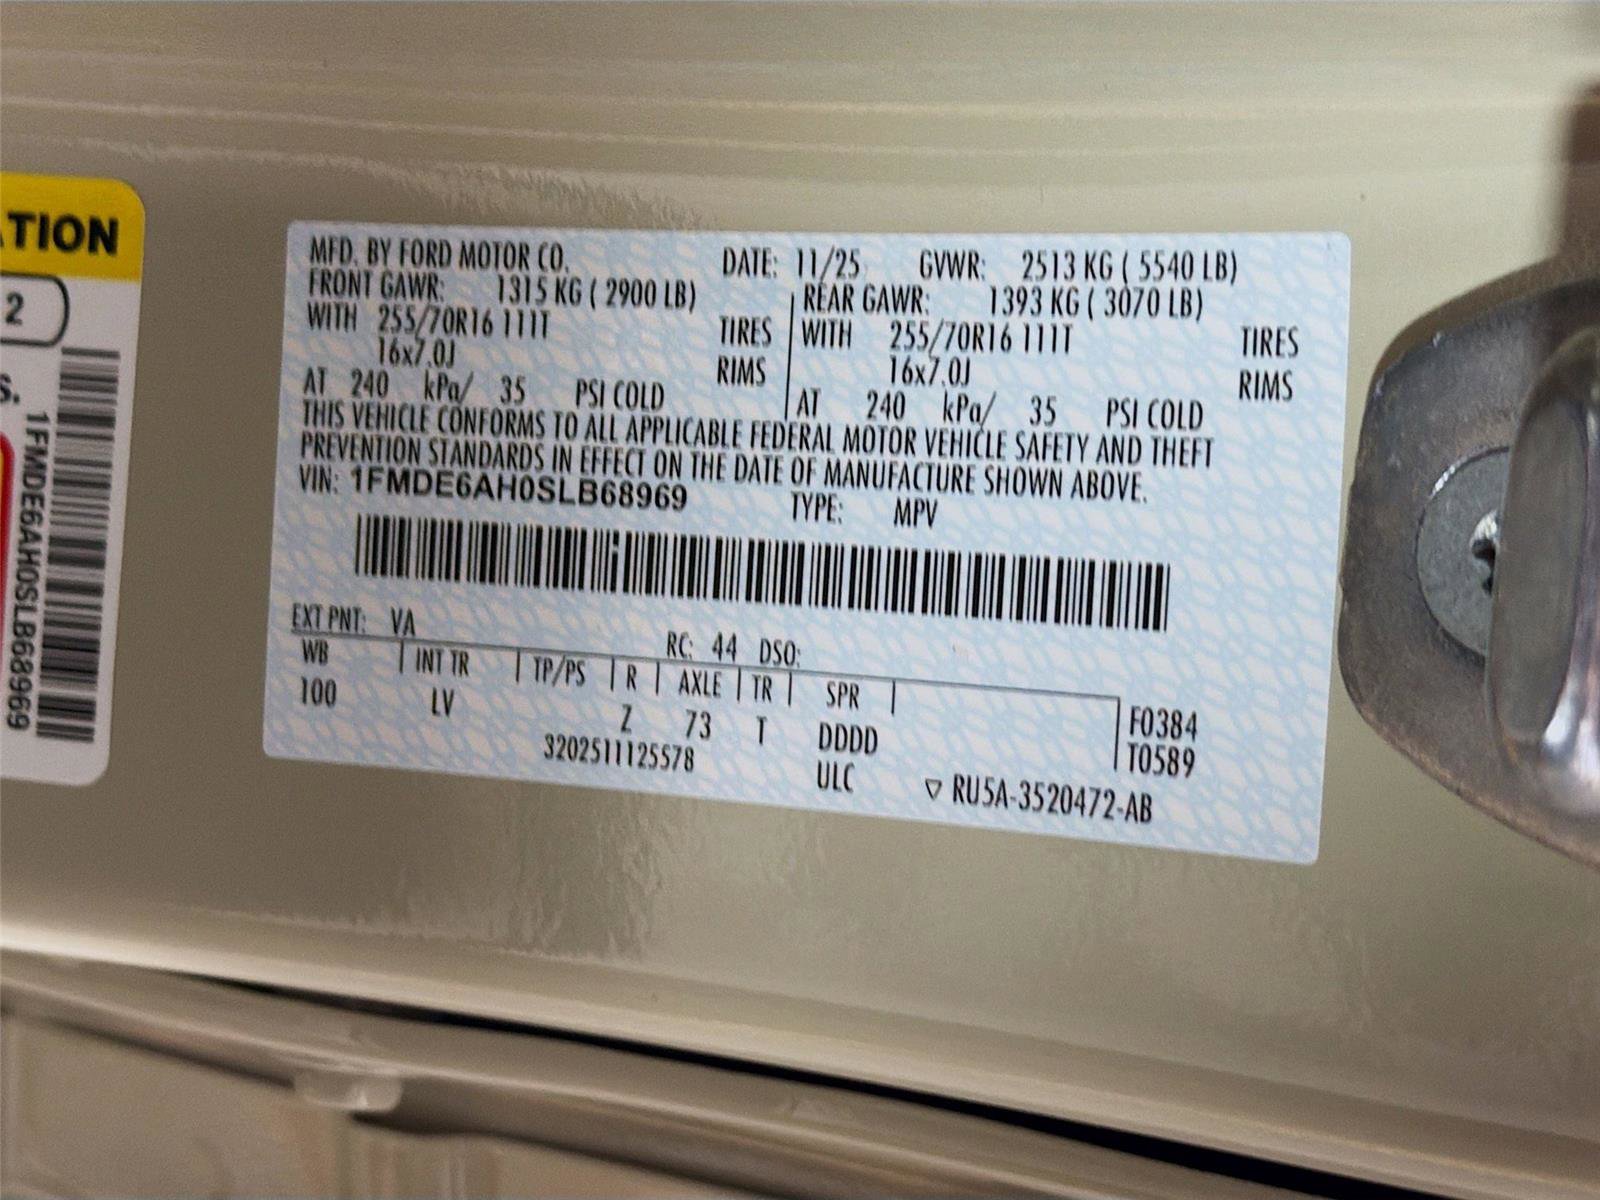 ATION
2
s.
1FMDE6AH0SLB68969
MFD. BY FORD MOTOR CO. DATE: 11/25 GVWR: 2513 KG ( 5540 LB)
FRONT GAWR: 1315 KG ( 2900 LB) REAR GAWR: 1393 KG ( 3070 LB)
WITH 255/70R16 111T TIRES WITH 255/70R16 111T TIRES
16x7.0J RIMS 16x7.0J RIMS
AT 240 kPa/ 35 PSI COLD AT 240 kPa/ 35 PSI COLD
THIS VEHICLE CONFORMS TO ALL APPLICABLE FEDERAL MOTOR VEHICLE SAFETY AND THEFT
PREVENTION STANDARDS IN EFFECT ON THE DATE OF MANUFACTURE SHOWN ABOVE.
VIN: 1FMDE6AH0SLB68969 TYPE: MPV
EXT PNT: VA RC: 44 DSO:
WB INT TR TP/PS R AXLE TR SPR
100 LV Z 73 T DDDD F0384
3202511125578 ULC T0589
▽ RU5A-3520472-AB